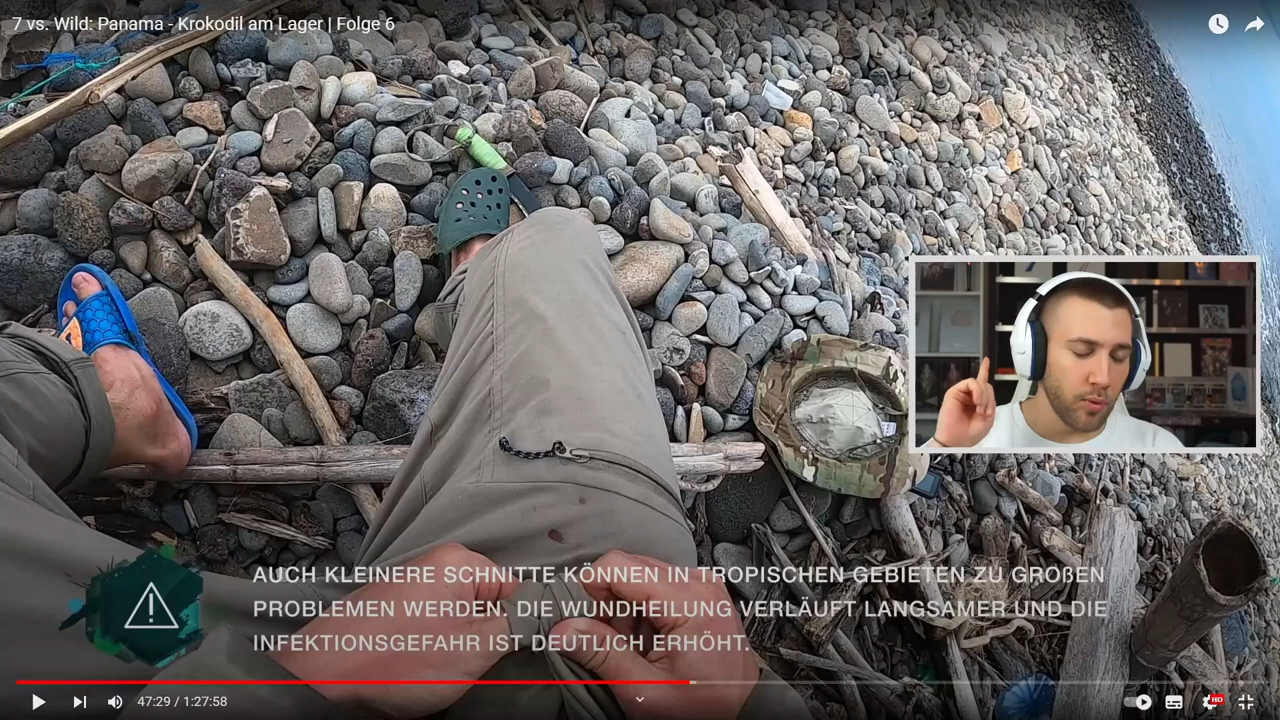 7 vs. Wild: Panama - Krokodil am Lager | Folge 6
AUCH KLEINERE SCHNITTE KÖNNEN IN TROPISCHEN GEBIETEN ZU GROßEN
PROBLEMEN WERDEN. DIE WUNDHEILUNG VERLÄUFT LANGSAMER UND DIE
INFEKTIONSGEFAHR IST DEUTLICH ERHÖHT.
47:29 / 1:27:58
HD